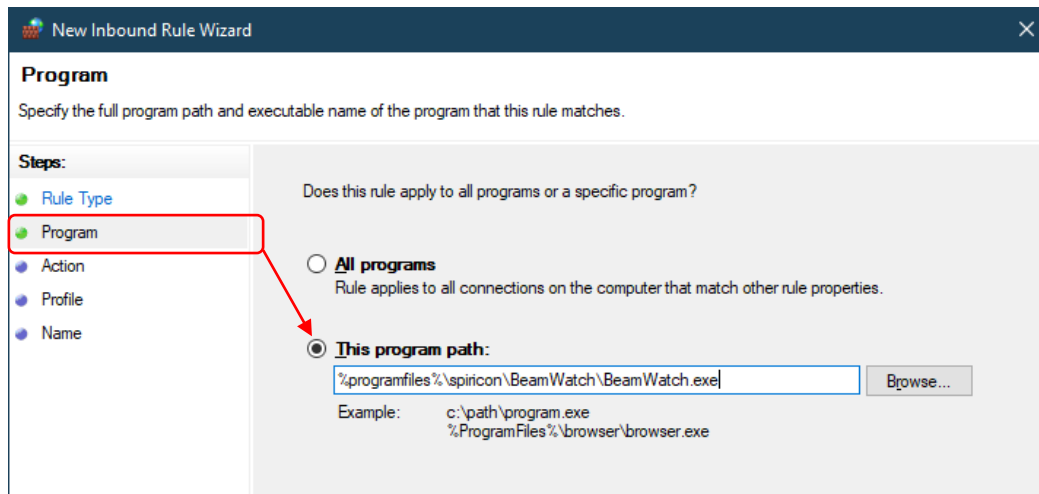 New Inbound Rule Wizard
Program
Specify the full program path and executable name of the program that this rule matches.
Steps:
Rule Type
Program
Action
Profile
Name
Does this rule apply to all programs or a specific program?
All programs
Rule applies to all connections on the computer that match other rule properties.
This program path:
%programfiles%\spiricon\BeamWatch\BeamWatch.exe
Browse...
Example: c:\path\program.exe
%ProgramFiles%\browser\browser.exe